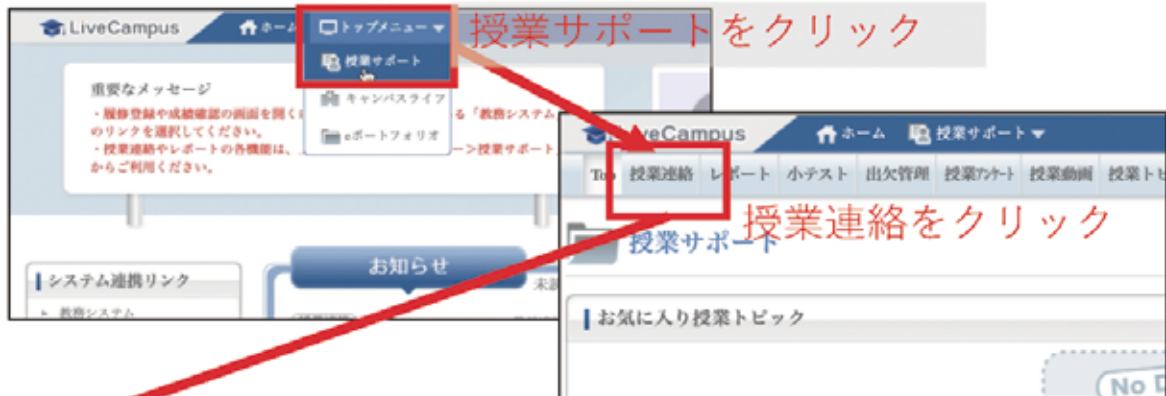 LiveCampus
ホーム
トップメニュー ▼
授業サポートをクリック
授業サポート
キャンパスライフ
eポートフォリオ
重要なメッセージ
・履修登録や成績確認の画面を開く
る「教務システム
のリンクを選択してください。
・授業連絡やレポートの各機能は、
ー>授業サポート」
からご利用ください。
システム連携リンク
教務システム
お知らせ
LiveCampus
ホーム
授業サポート ▼
Top
授業連絡
レポート
小テスト
出欠管理
授業アンケート
授業動画
授業トピ
授業連絡をクリック
授業サポート
お気に入り授業トピック
No